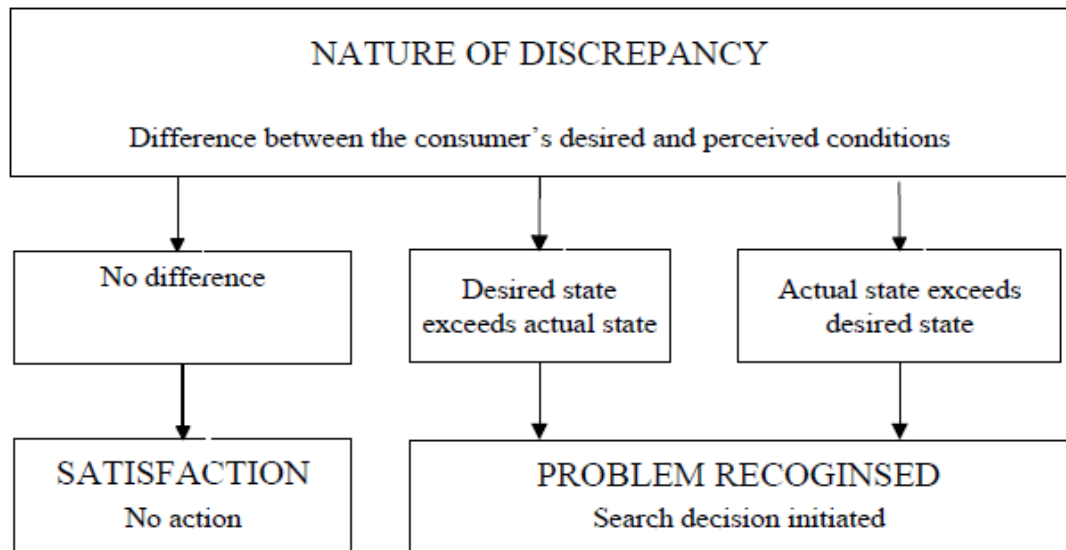 NATURE OF DISCREPANCY
Difference between the consumer’s desired and perceived conditions
No difference
Desired state
exceeds actual state
Actual state exceeds
desired state
SATISFACTION
No action
PROBLEM RECOGINSED
Search decision initiated